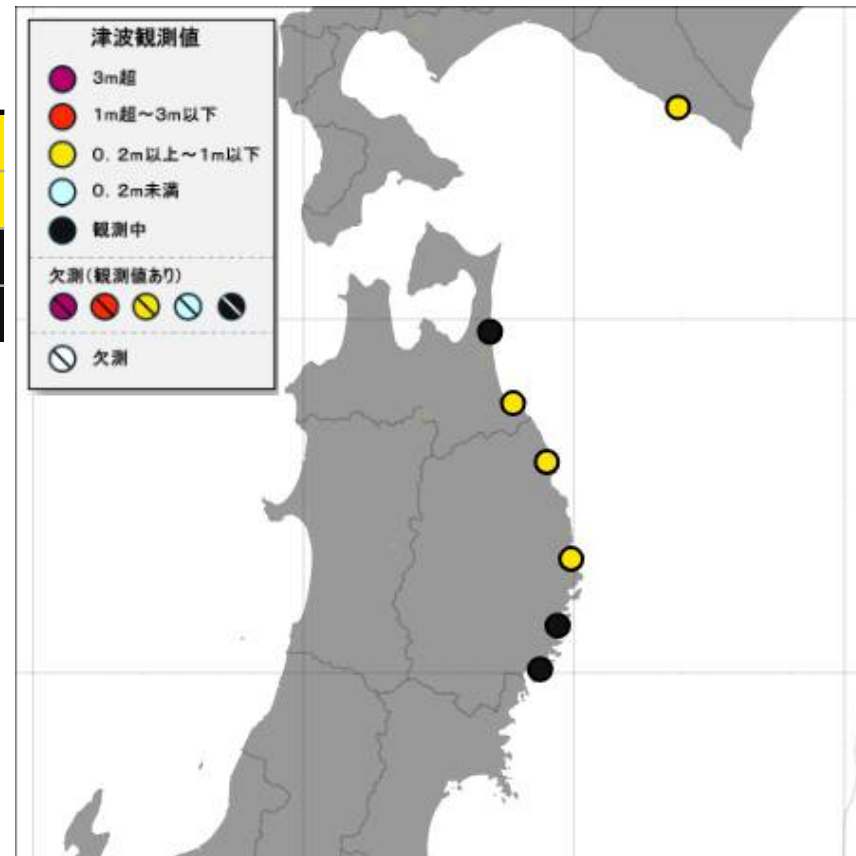 津波観測値
3m超
1m超～3m以下
0.2m以上～1m以下
0.2m未満
観測中
欠測(観測値あり)
欠測